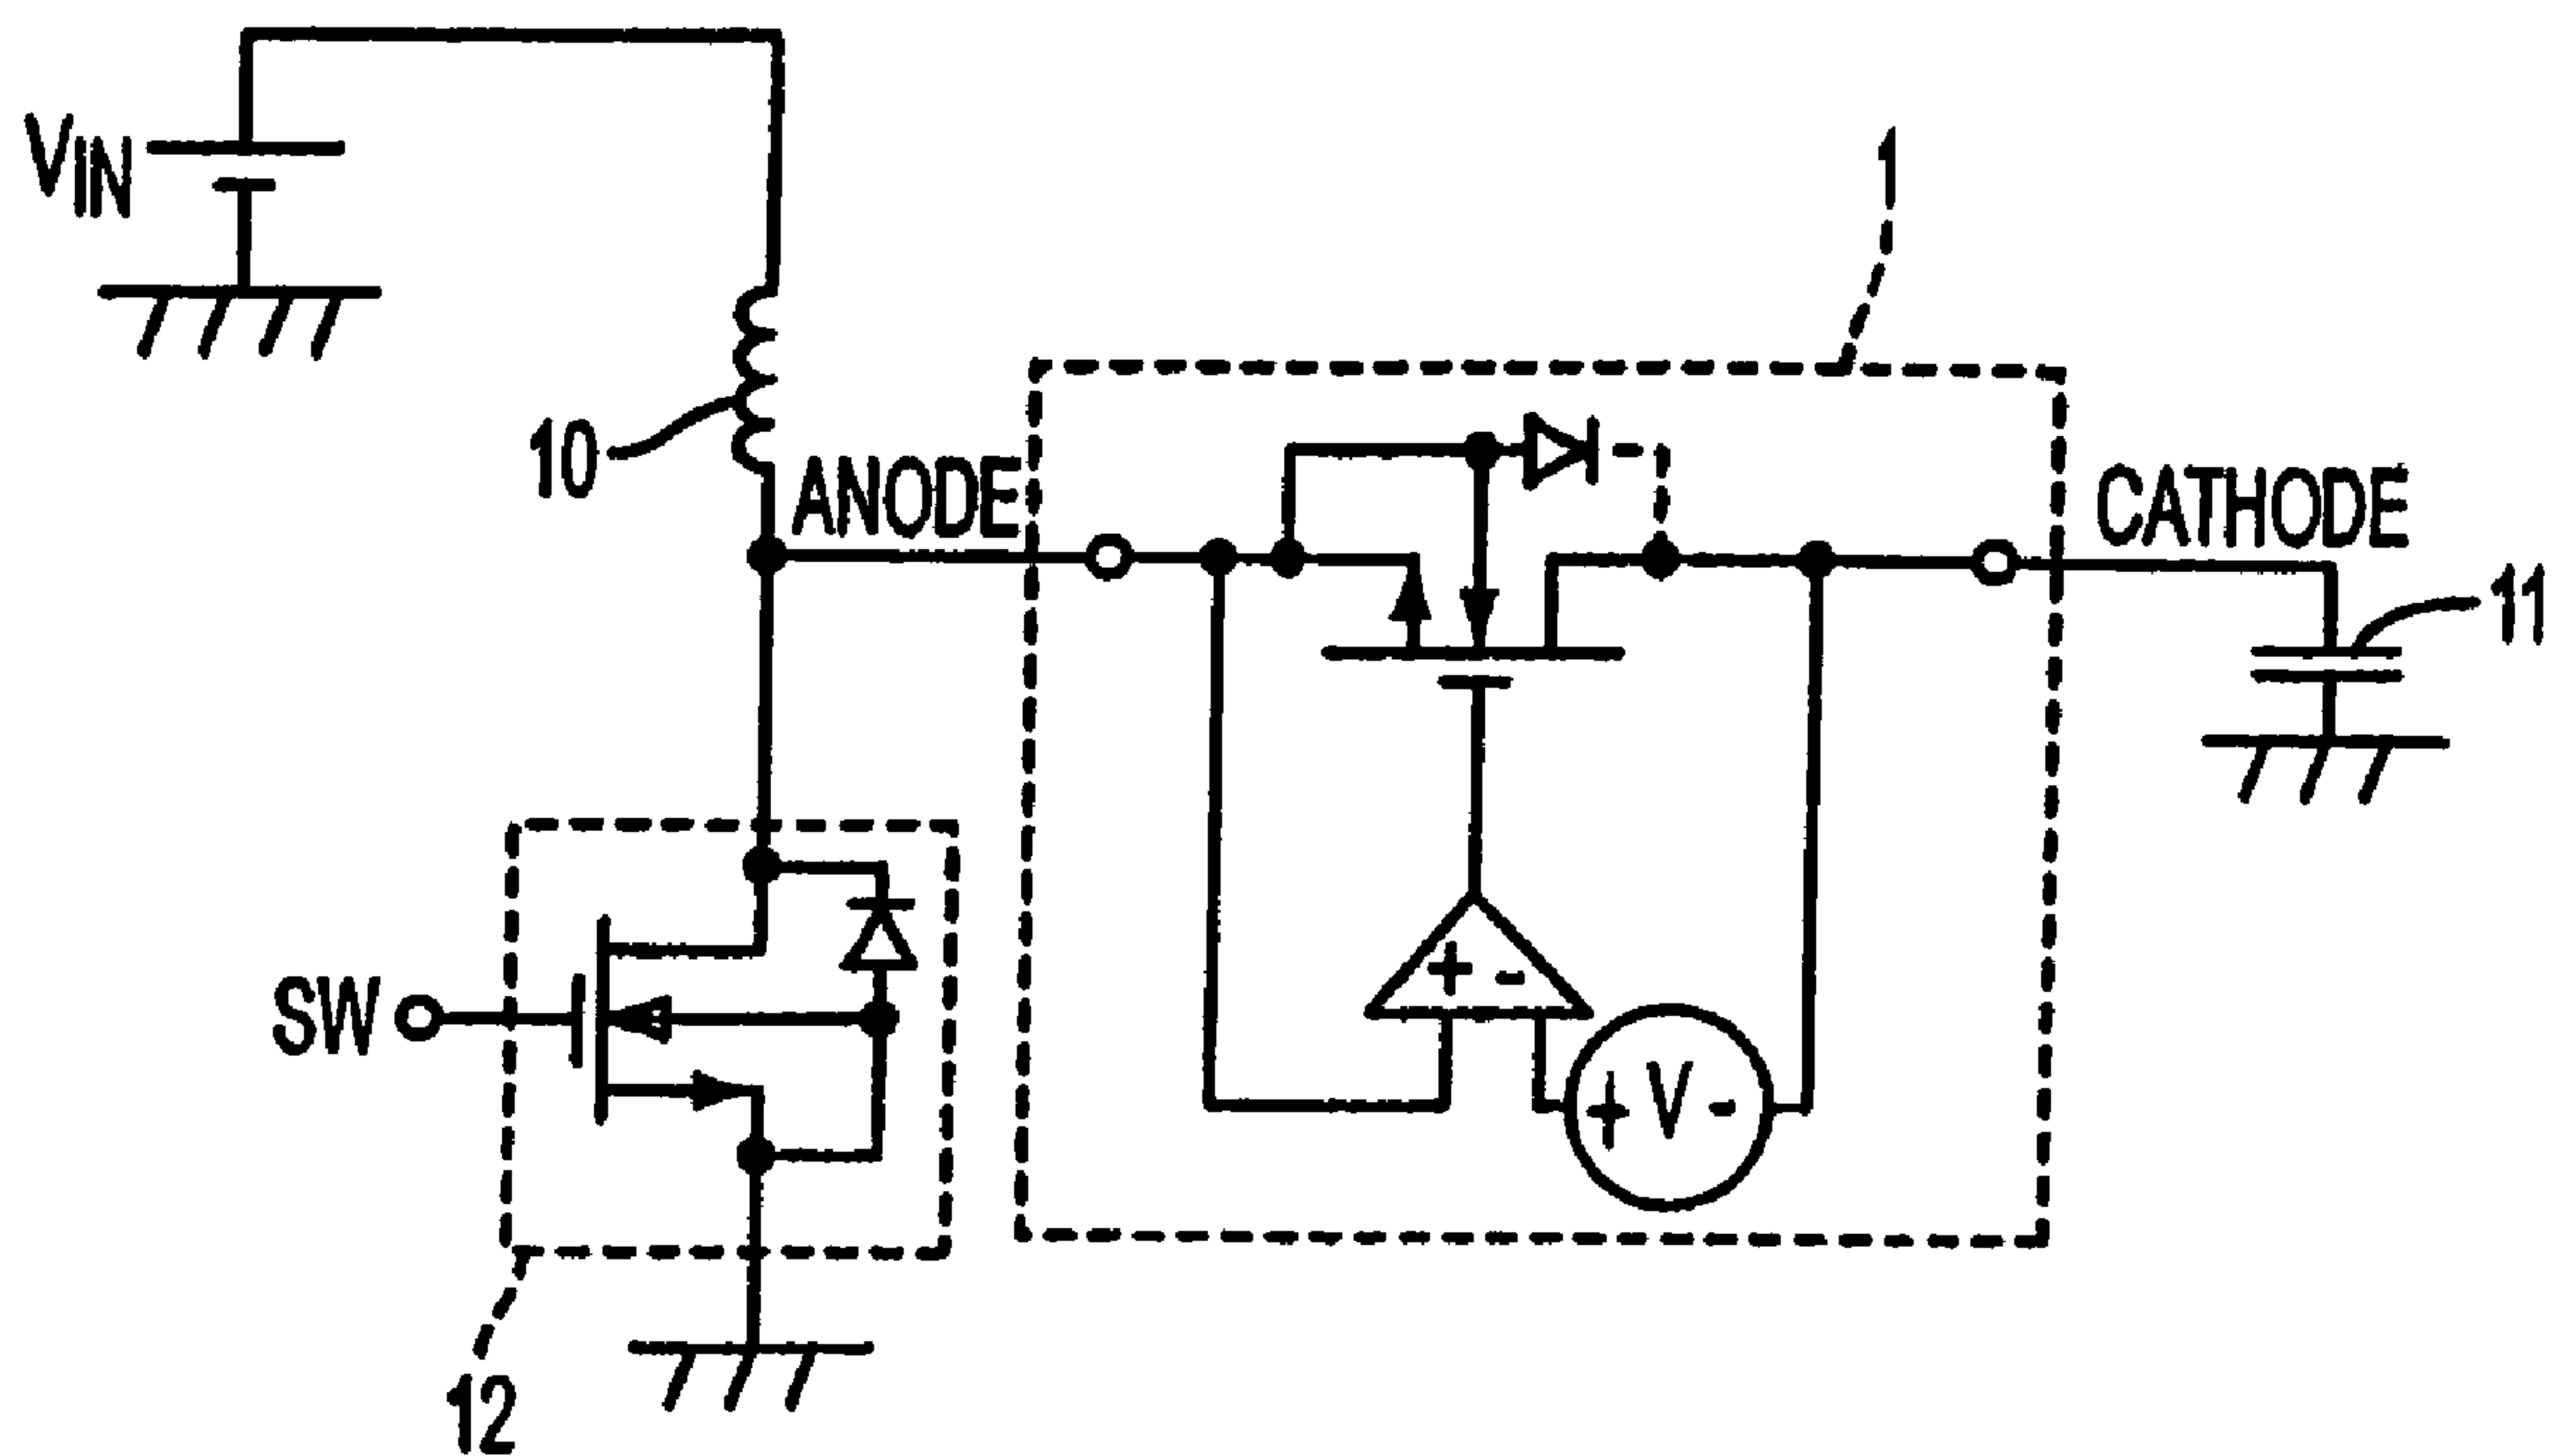 VIN
1
10
ANODE
CATHODE
11
+ -
SW
+ V -
12